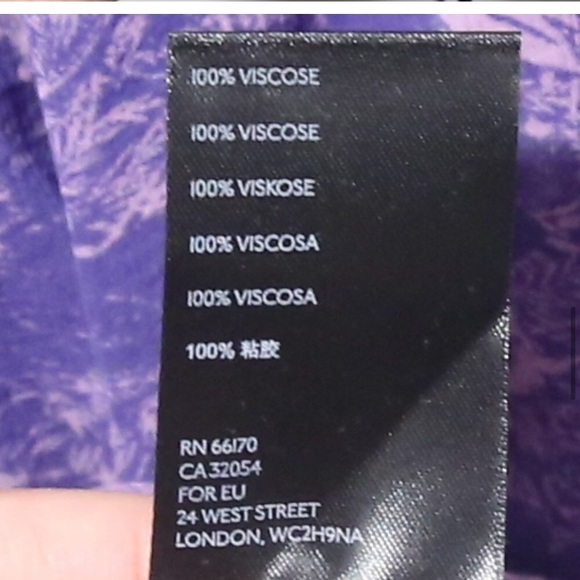 100% VISCOSE
100% VISCOSE
100% VISKOSE
100% VISCOSA
100% VISCOSA
100% 粘胶
RN 66170
CA 32054
FOR EU
24 WEST STREET
LONDON, WC2H9NA